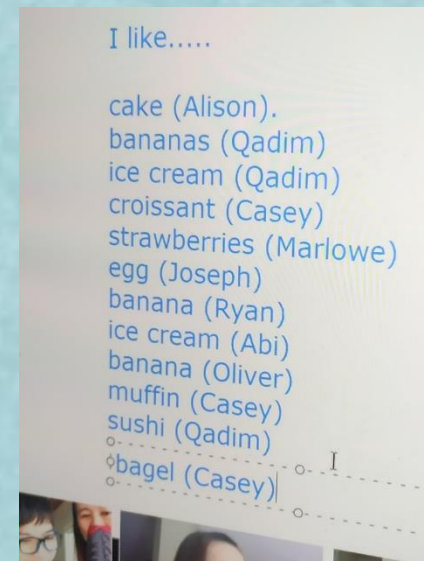 I like.....
cake (Alison).
bananas (Qadim)
ice cream (Qadim)
croissant (Casey)
strawberries (Marlowe)
egg (Joseph)
banana (Ryan)
ice cream (Abi)
banana (Oliver)
muffin (Casey)
sushi (Qadim)
bagel (Casey)